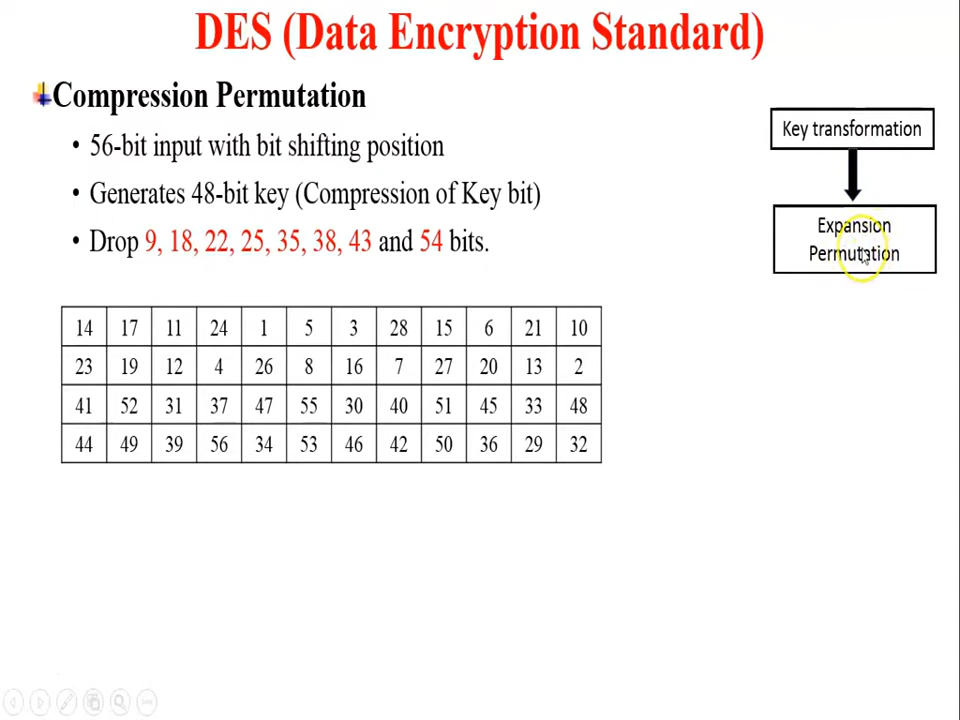 DES (Data Encryption Standard)
Compression Permutation
• 56-bit input with bit shifting position
• Generates 48-bit key (Compression of Key bit)
• Drop 9, 18, 22, 25, 35, 38, 43 and 54 bits.
Key transformation
Expansion
Permutation
14 17 11 24 1 5 3 28 15 6 21 10
23 19 12 4 26 8 16 7 27 20 13 2
41 52 31 37 47 55 30 40 51 45 33 48
44 49 39 56 34 53 46 42 50 36 29 32